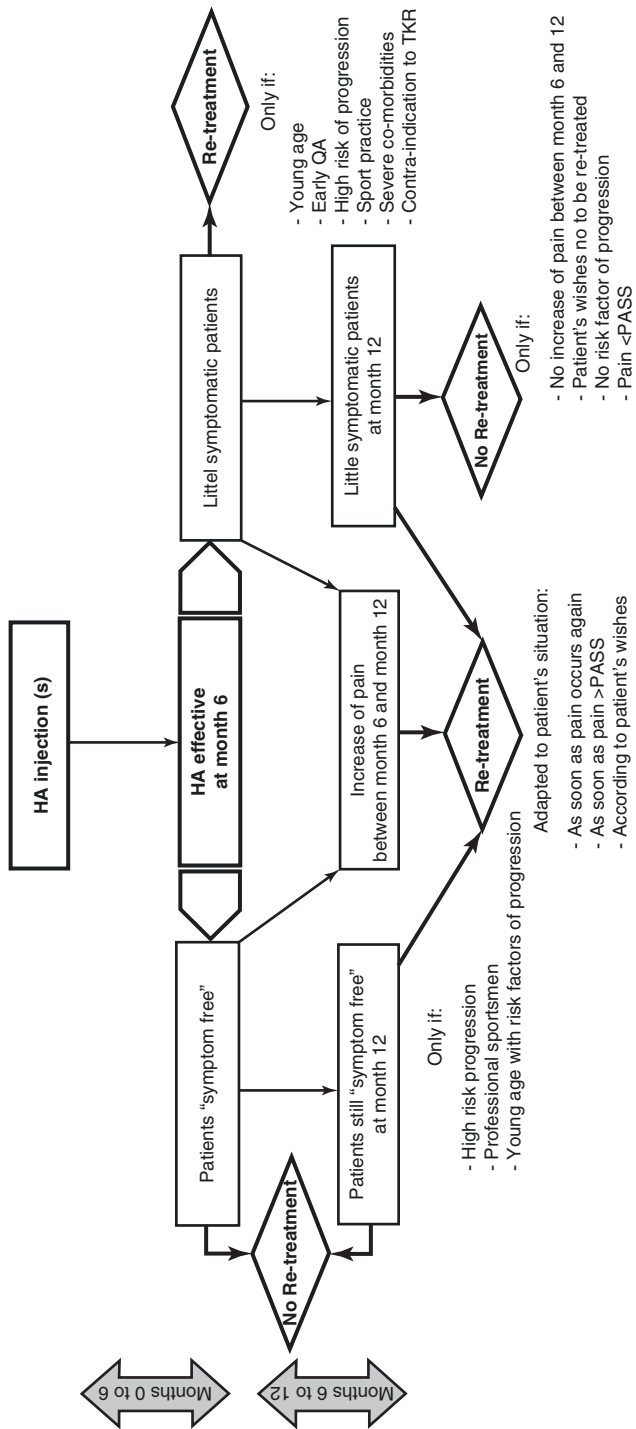 HA injection (s)
HA effective
at month 6
Months 0 to 6
Patients “symptom free”
Littel symptomatic patients
Re-treatment
Only if:
- Young age
- Early QA
- High risk of progression
- Sport practice
- Severe co-morbidities
- Contra-indication to TKR
Months 6 to 12
No Re-treatment
Patients still “symptom free”
at month 12
Increase of pain
between month 6 and month 12
Little symptomatic patients
at month 12
Only if:
- High risk progression
- Professional sportsmen
- Young age with risk factors of progression
Re-treatment
Adapted to patient's situation:
- As soon as pain occurs again
- As soon as pain >PASS
- According to patient's wishes
No Re-treatment
Only if:
- No increase of pain between month 6 and 12
- Patient's wishes no to be re-treated
- No risk factor of progression
- Pain <PASS